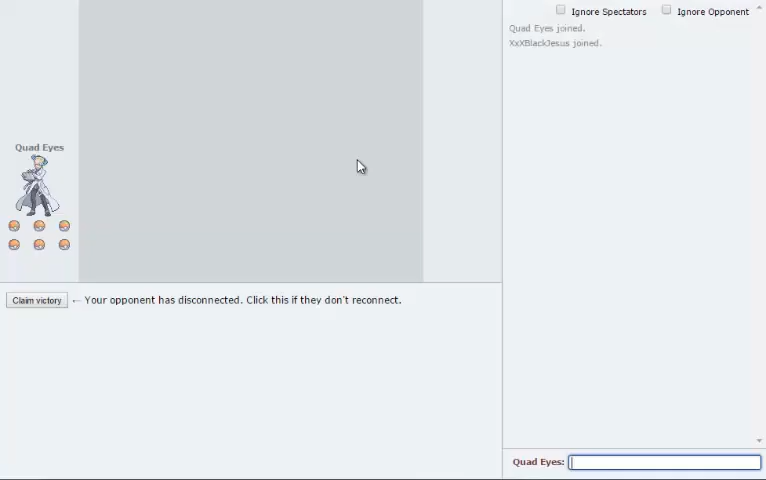 Ignore Spectators
Ignore Opponent
Quad Eyes joined.
XxXBlackJesus joined.
Quad Eyes
Claim victory
← Your opponent has disconnected. Click this if they don't reconnect.
Quad Eyes: